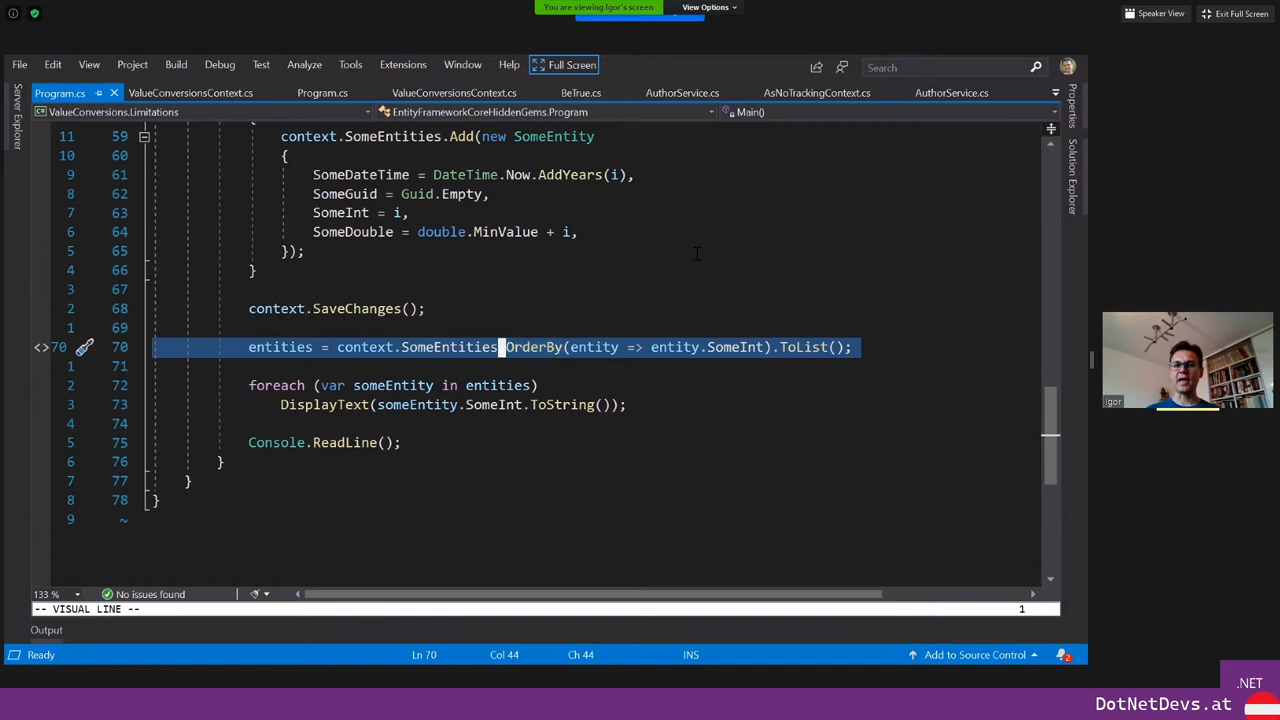 You are viewing Igor's screen View Options
Speaker View Exit Full Screen
File Edit View Project Build Debug Test Analyze Tools Extensions Window Help Full Screen Search
Program.cs ValueConversionsContext.cs Program.cs ValueConversionsContext.cs BeTrue.cs AuthorService.cs AsNoTrackingContext.cs AuthorService.cs
ValueConversions.Limitations EntityFrameworkCoreHiddenGems.Program Main()
Server Explorer
Properties
Solution Explorer
11 59 context.SomeEntities.Add(new SomeEntity
10 60 {
9 61 SomeDateTime = DateTime.Now.AddYears(i),
8 62 SomeGuid = Guid.Empty,
7 63 SomeInt = i,
6 64 SomeDouble = double.MinValue + i,
5 65 });
4 66 }
3 67
2 68 context.SaveChanges();
1 69
70 70 entities = context.SomeEntities.OrderBy(entity => entity.SomeInt).ToList();
1 71
2 72 foreach (var someEntity in entities)
3 73 DisplayText(someEntity.SomeInt.ToString());
4 74
5 75 Console.ReadLine();
6 76 }
7 77 }
8 78 }
9 ~
Igor
133 % No issues found
-- VISUAL LINE -- 1
Output
Ready Ln 70 Col 44 Ch 44 INS Add to Source Control 2
.NET
DotNetDevs.at